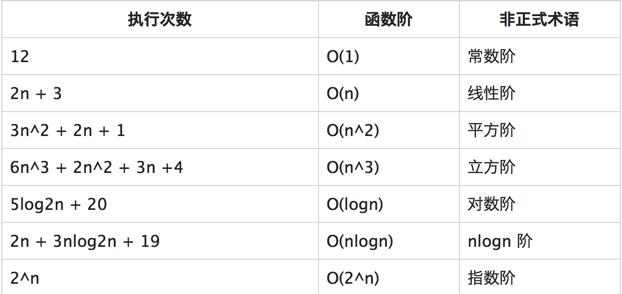 执行次数 函数阶 非正式术语
12 O(1) 常数阶
2n + 3 O(n) 线性阶
3n^2 + 2n + 1 O(n^2) 平方阶
6n^3 + 2n^2 + 3n +4 O(n^3) 立方阶
5log2n + 20 O(logn) 对数阶
2n + 3nlog2n + 19 O(nlogn) nlogn 阶
2^n O(2^n) 指数阶